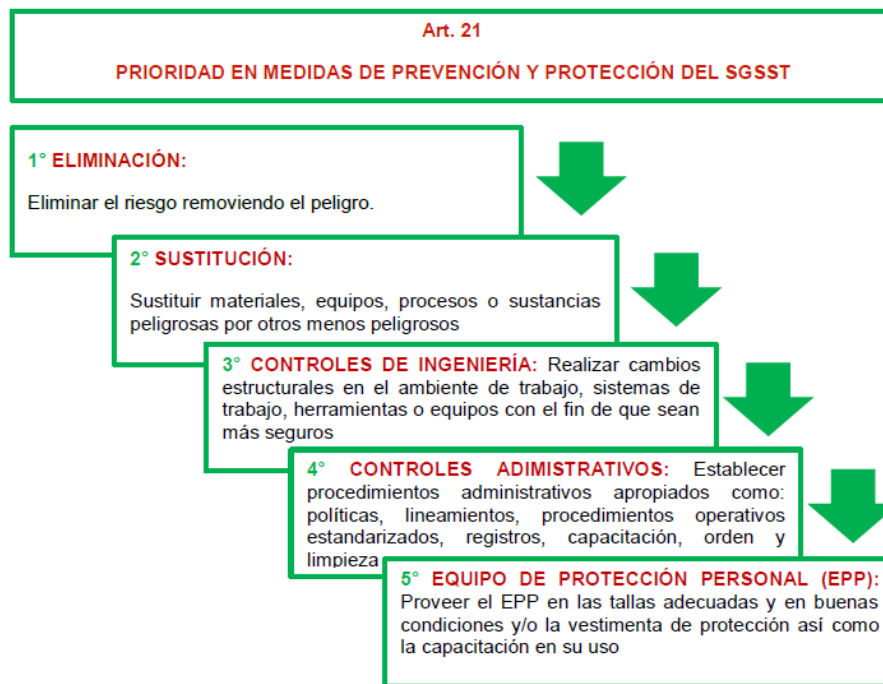 Art. 21
PRIORIDAD EN MEDIDAS DE PREVENCIÓN Y PROTECCIÓN DEL SGSST
1° ELIMINACIÓN:
Eliminar el riesgo removiendo el peligro.
2° SUSTITUCIÓN:
Sustituir materiales, equipos, procesos o sustancias
peligrosas por otros menos peligrosos
3° CONTROLES DE INGENIERÍA: Realizar cambios
estructurales en el ambiente de trabajo, sistemas de
trabajo, herramientas o equipos con el fin de que sean
más seguros
4° CONTROLES ADIMISTRATIVOS: Establecer
procedimientos administrativos apropiados como:
políticas, lineamientos, procedimientos operativos
estandarizados, registros, capacitación, orden y
limpieza
5° EQUIPO DE PROTECCIÓN PERSONAL (EPP):
Proveer el EPP en las tallas adecuadas y en buenas
condiciones y/o la vestimenta de protección así como
la capacitación en su uso